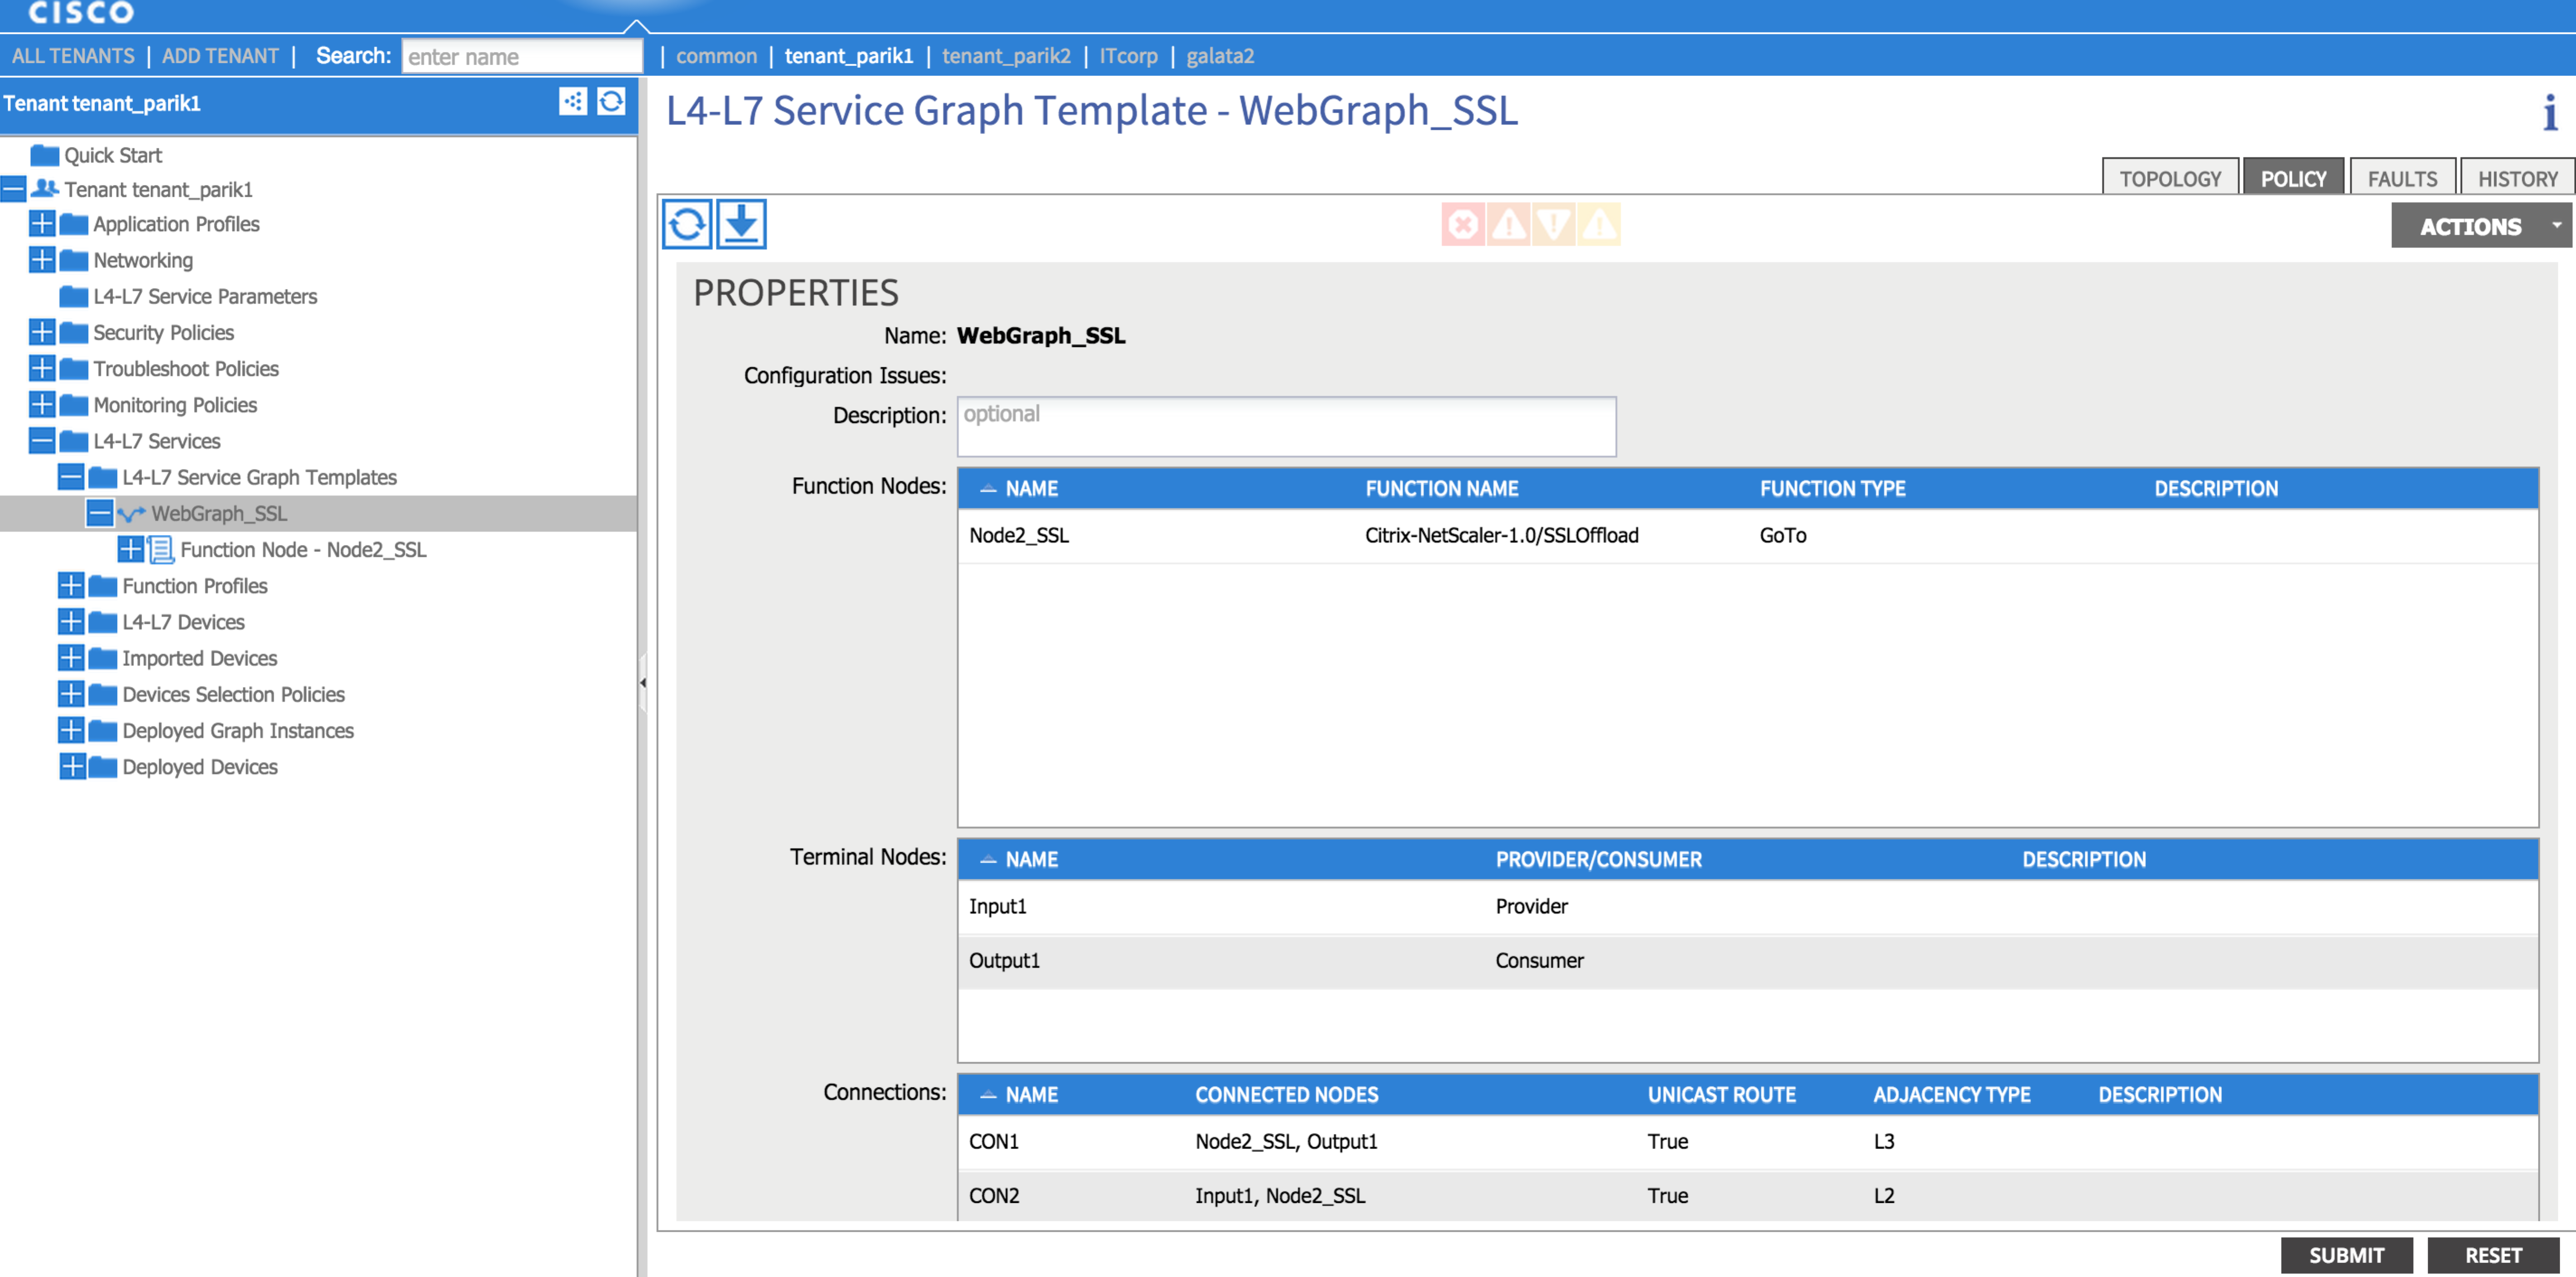 CISCO
ALL TENANTS | ADD TENANT | Search: enter name | common | tenant_parik1 | tenant_parik2 | ITcorp | galata2
Tenant tenant_parik1
Quick Start
Tenant tenant_parik1
Application Profiles
Networking
L4-L7 Service Parameters
Security Policies
Troubleshoot Policies
Monitoring Policies
L4-L7 Services
L4-L7 Service Graph Templates
WebGraph_SSL
Function Node - Node2_SSL
Function Profiles
L4-L7 Devices
Imported Devices
Devices Selection Policies
Deployed Graph Instances
Deployed Devices
L4-L7 Service Graph Template - WebGraph_SSL
i
TOPOLOGY POLICY FAULTS HISTORY
ACTIONS
PROPERTIES
Name: WebGraph_SSL
Configuration Issues:
Description: optional
Function Nodes: NAME FUNCTION NAME FUNCTION TYPE DESCRIPTION
Node2_SSL Citrix-NetScaler-1.0/SSLOffload GoTo
Terminal Nodes: NAME PROVIDER/CONSUMER DESCRIPTION
Input1 Provider
Output1 Consumer
Connections: NAME CONNECTED NODES UNICAST ROUTE ADJACENCY TYPE DESCRIPTION
CON1 Node2_SSL, Output1 True L3
CON2 Input1, Node2_SSL True L2
SUBMIT RESET